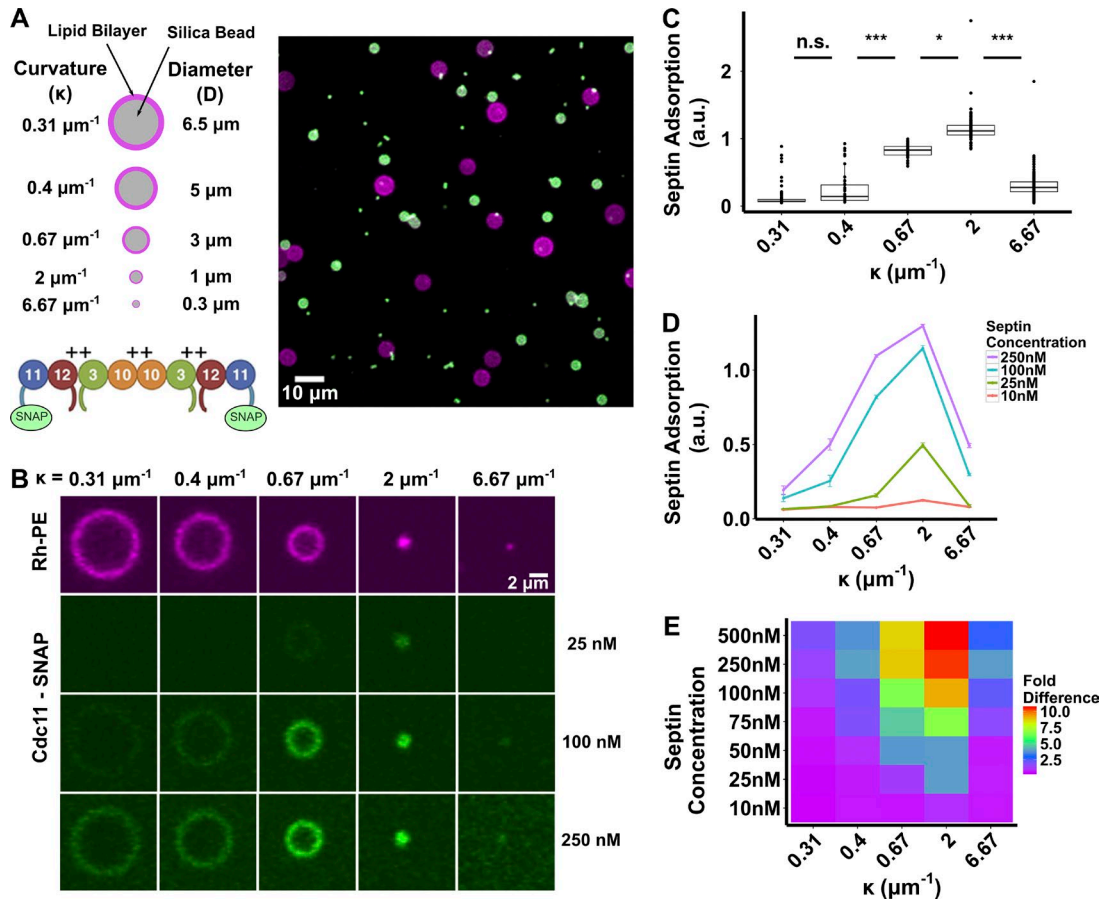 A
Lipid Bilayer
Silica Bead
Curvature
(κ)
Diameter
(D)
0.31 µm-1
6.5 µm
0.4 µm-1
5 µm
0.67 µm-1
3 µm
2 µm-1
1 µm
6.67 µm-1
0.3 µm
++ ++ ++
11 12 3 10 10 3 12 11
SNAP
SNAP
10 µm
B
κ = 0.31 µm-1 0.4 µm-1 0.67 µm-1 2 µm-1 6.67 µm-1
Rh-PE
2 µm
Cdc11 - SNAP
25 nM
100 nM
250 nM
C
n.s. *** * ***
Septin Adsorption
(a.u.)
2
1
0
0.31 0.4 0.67 2 6.67
κ (µm-1)
D
Septin Adsorption
(a.u.)
1.0
0.5
0.0
0.31 0.4 0.67 2 6.67
κ (µm-1)
Septin
Concentration
250nM
100nM
25nM
10nM
E
Septin
Concentration
500nM
250nM
100nM
75nM
50nM
25nM
10nM
0.31 0.4 0.67 2 6.67
κ (µm-1)
Fold
Difference
10.0
7.5
5.0
2.5